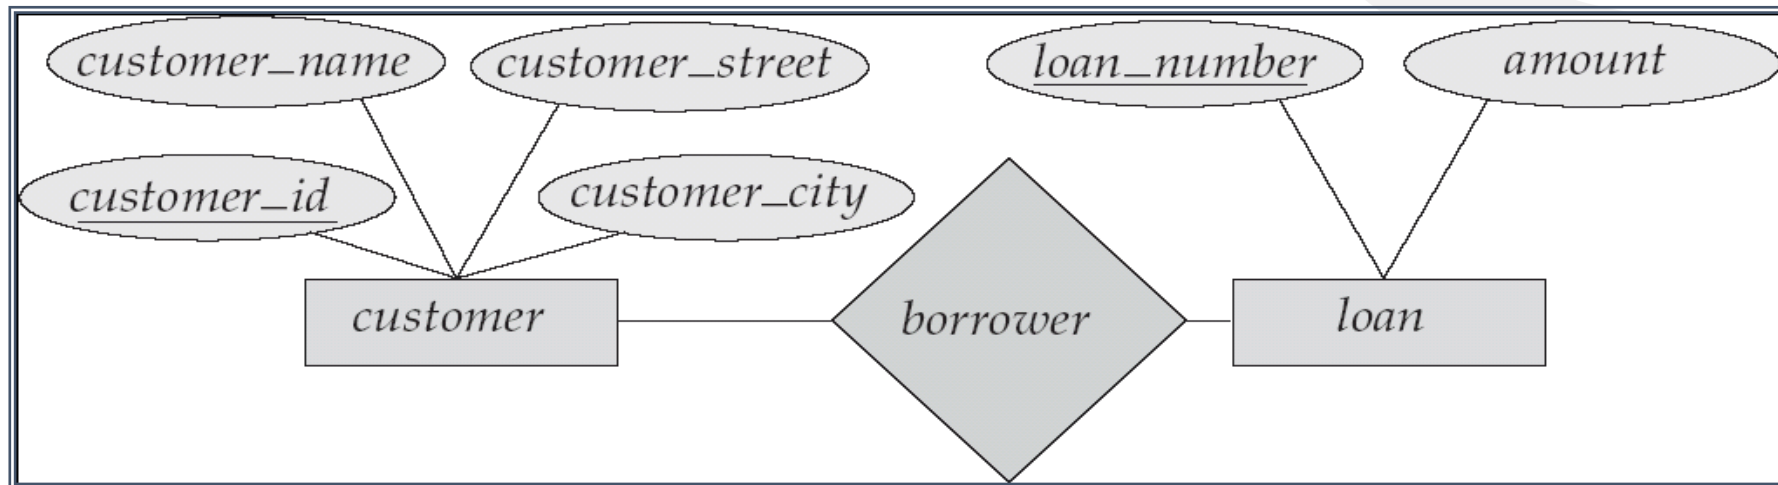 customer_name
customer_street
loan_number
amount
customer_id
customer_city
customer
borrower
loan